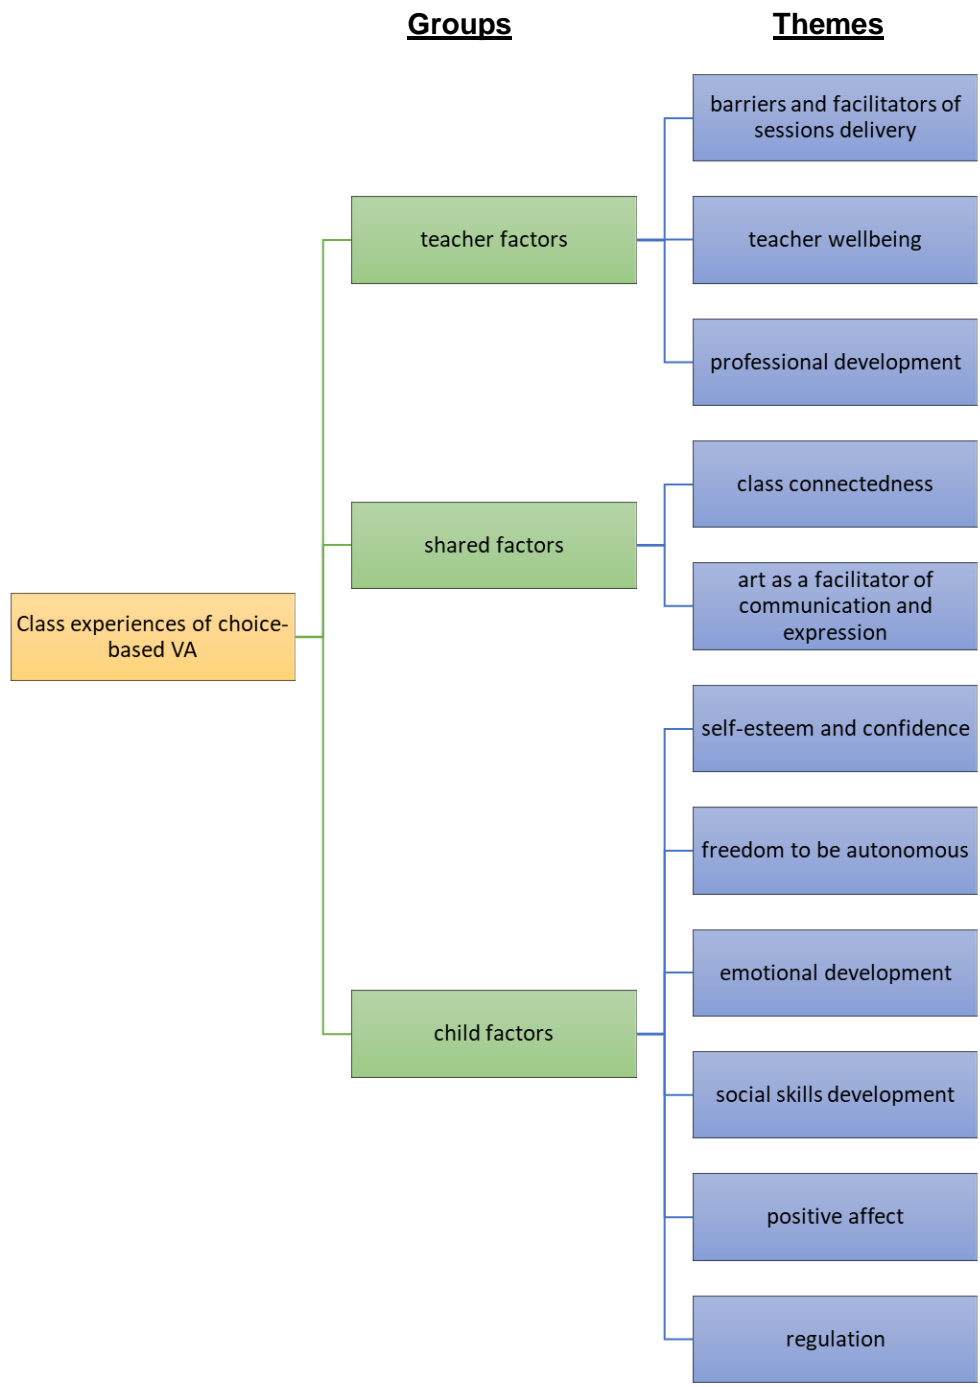 Groups
Themes
barriers and facilitators of
sessions delivery
teacher factors
teacher wellbeing
professional development
class connectedness
shared factors
art as a facilitator of
communication and
expression
Class experiences of choice-
based VA
self-esteem and confidence
freedom to be autonomous
emotional development
child factors
social skills development
positive affect
regulation